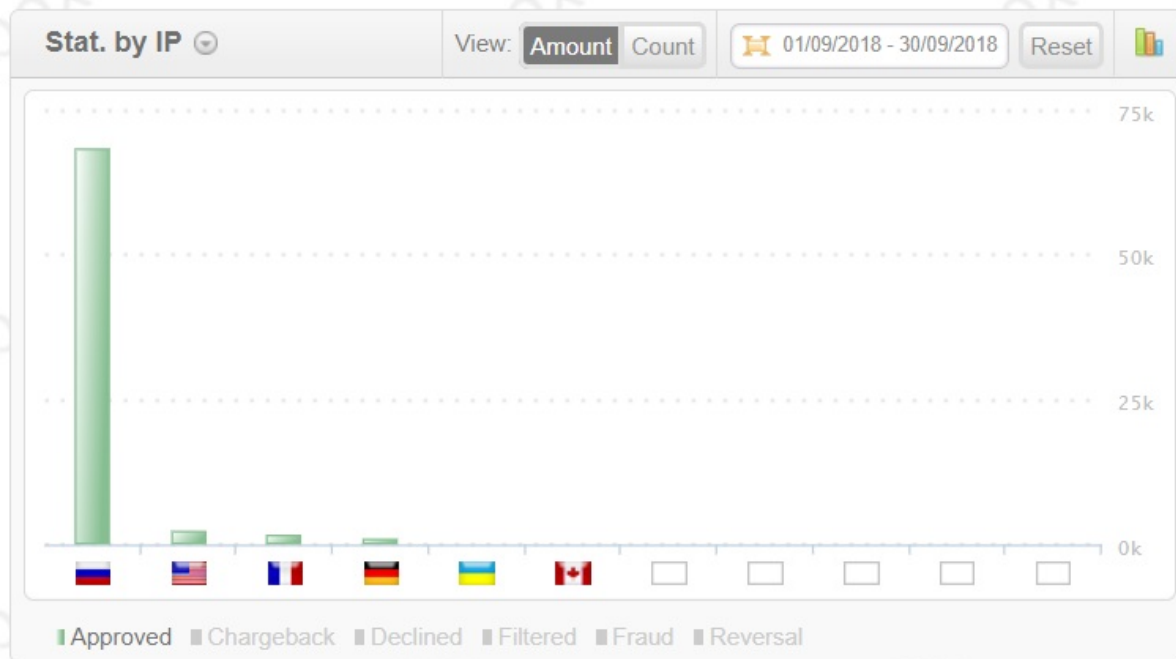 Stat. by IP View: Amount Count 01/09/2018 - 30/09/2018 Reset
75k
50k
25k
0k
Approved Chargeback Declined Filtered Fraud Reversal